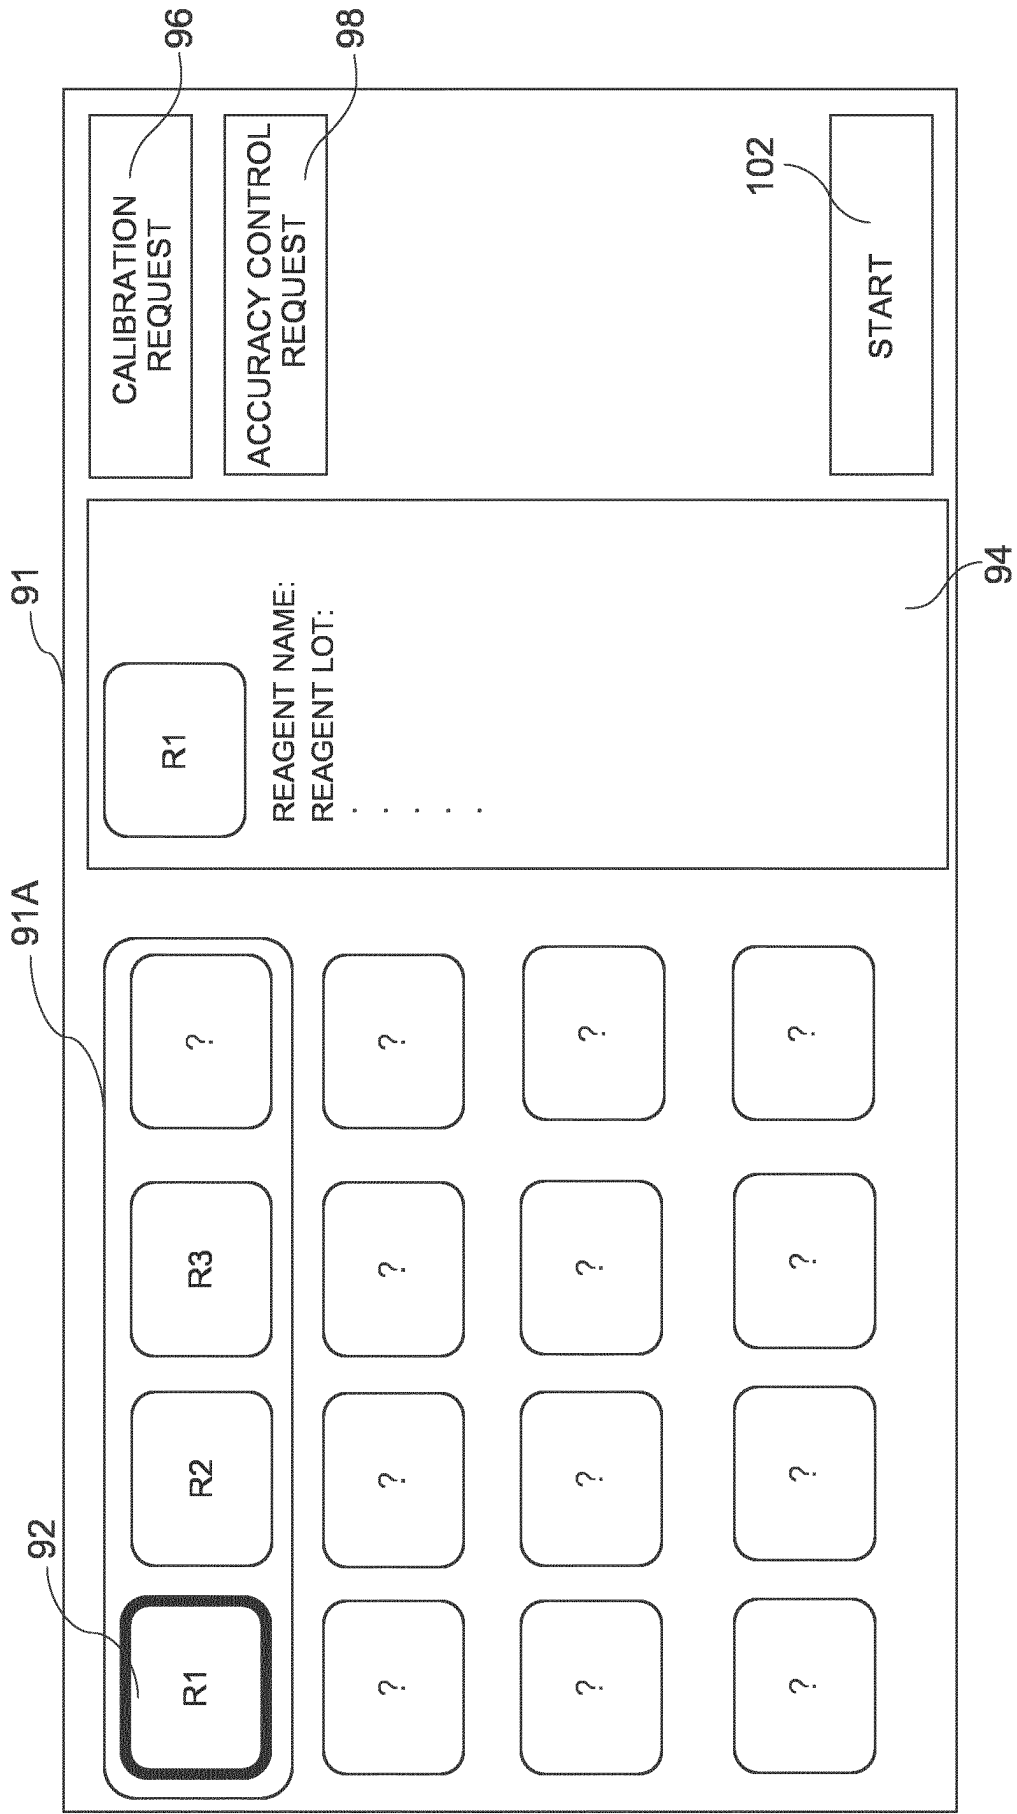 92
91A
91
R1
R2
R3
?
?
?
?
?
?
?
?
?
?
?
?
?
R1
REAGENT NAME:
REAGENT LOT:
.
.
.
.
.
94
CALIBRATION
REQUEST
96
ACCURACY CONTROL
REQUEST
98
102
START